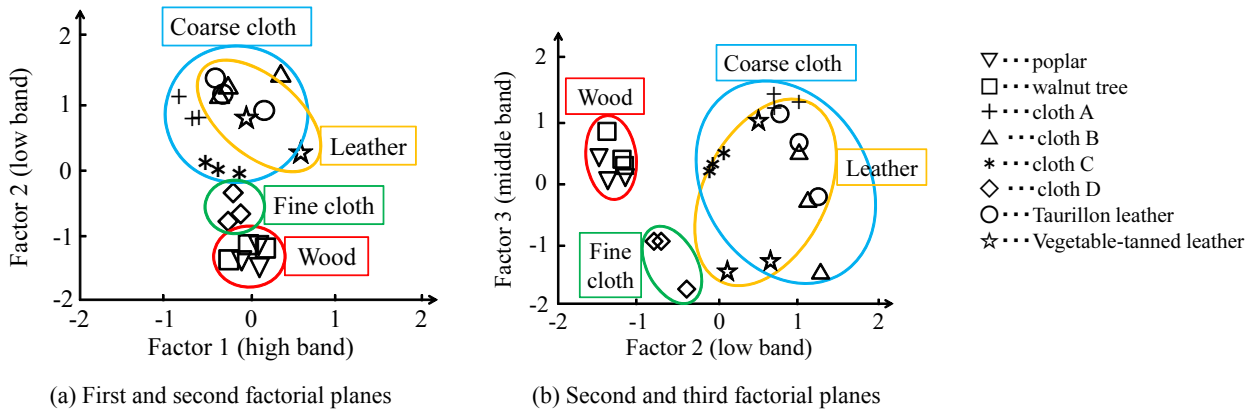 Coarse cloth
Leather
Fine cloth
Wood
2
1
0
-1
-2
Factor 2 (low band)
-2
-1
0
1
2
Factor 1 (high band)
(a) First and second factorial planes
Coarse cloth
Wood
Leather
Fine
cloth
2
1
0
-1
-2
Factor 3 (middle band)
-2
-1
0
1
2
Factor 2 (low band)
(b) Second and third factorial planes
▽···poplar
□···walnut tree
+···cloth A
△···cloth B
*···cloth C
◇···cloth D
○···Taurillon leather
☆···Vegetable-tanned leather